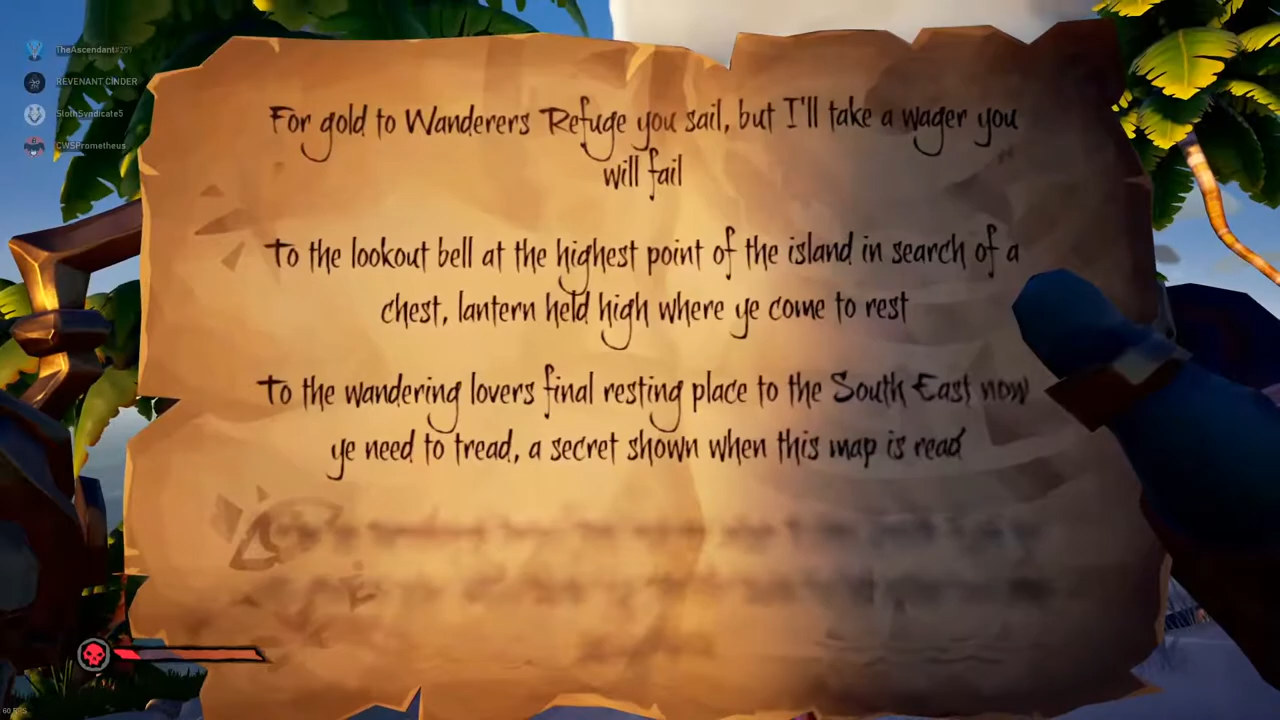 TheAscendant#209
REVENANT CINDER
SlothSyndicate5
CWSPrometheus
For gold to Wanderers Refuge you sail, but I'll take a wager you
will fail
To the lookout bell at the highest point of the island in search of a
chest, lantern held high where ye come to rest
To the wandering lovers final resting place to the South East now
ye need to tread, a secret shown when this map is read
60 FPS